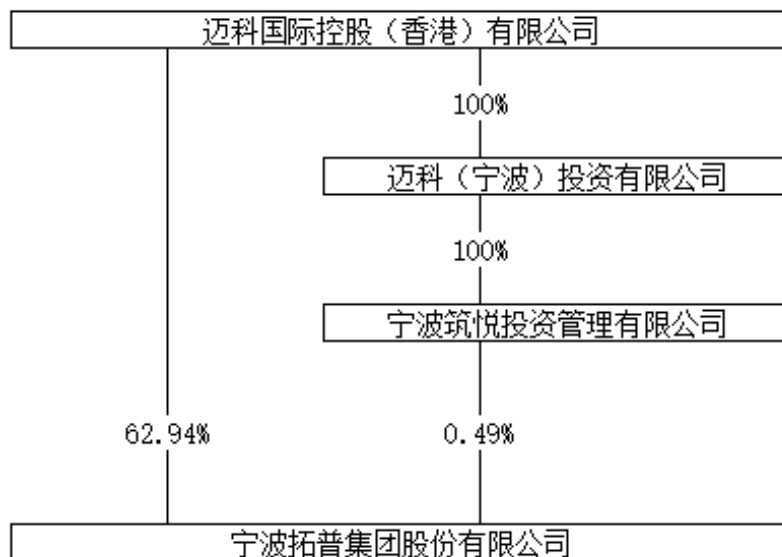 迈科国际控股（香港）有限公司
100%
迈科（宁波）投资有限公司
100%
宁波筑悦投资管理有限公司
62.94%
0.49%
宁波拓普集团股份有限公司